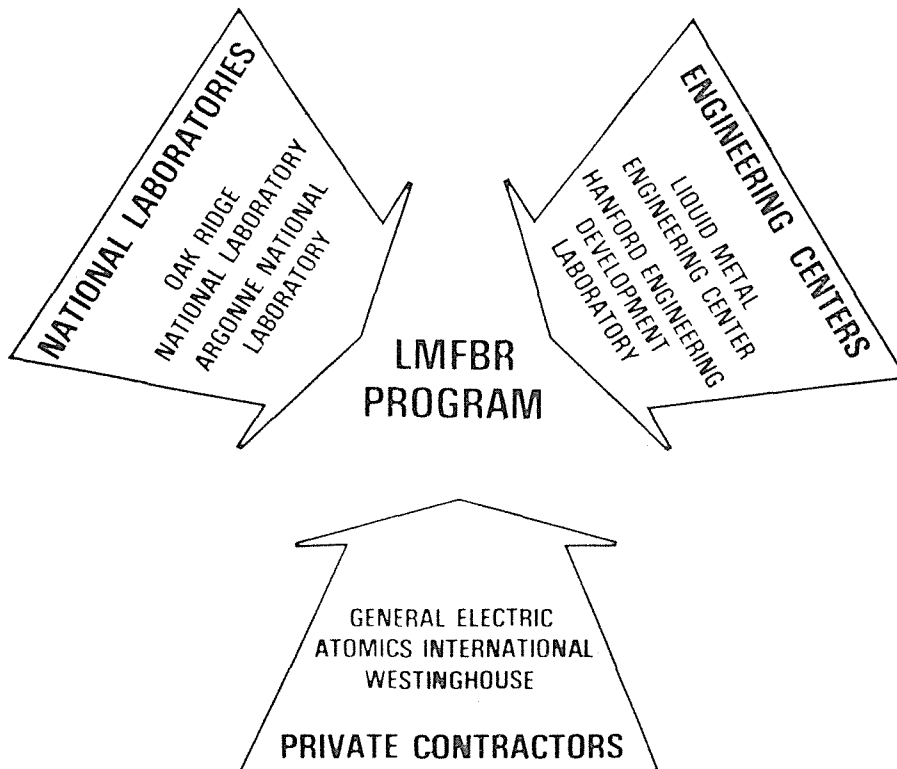 NATIONAL LABORATORIES
OAK RIDGE
NATIONAL LABORATORY
ARGONNE NATIONAL
LABORATORY
ENGINEERING CENTERS
LIQUID METAL
ENGINEERING CENTER
HANFORD ENGINEERING
DEVELOPMENT
LABORATORY
LMFBR
PROGRAM
GENERAL ELECTRIC
ATOMICS INTERNATIONAL
WESTINGHOUSE
PRIVATE CONTRACTORS